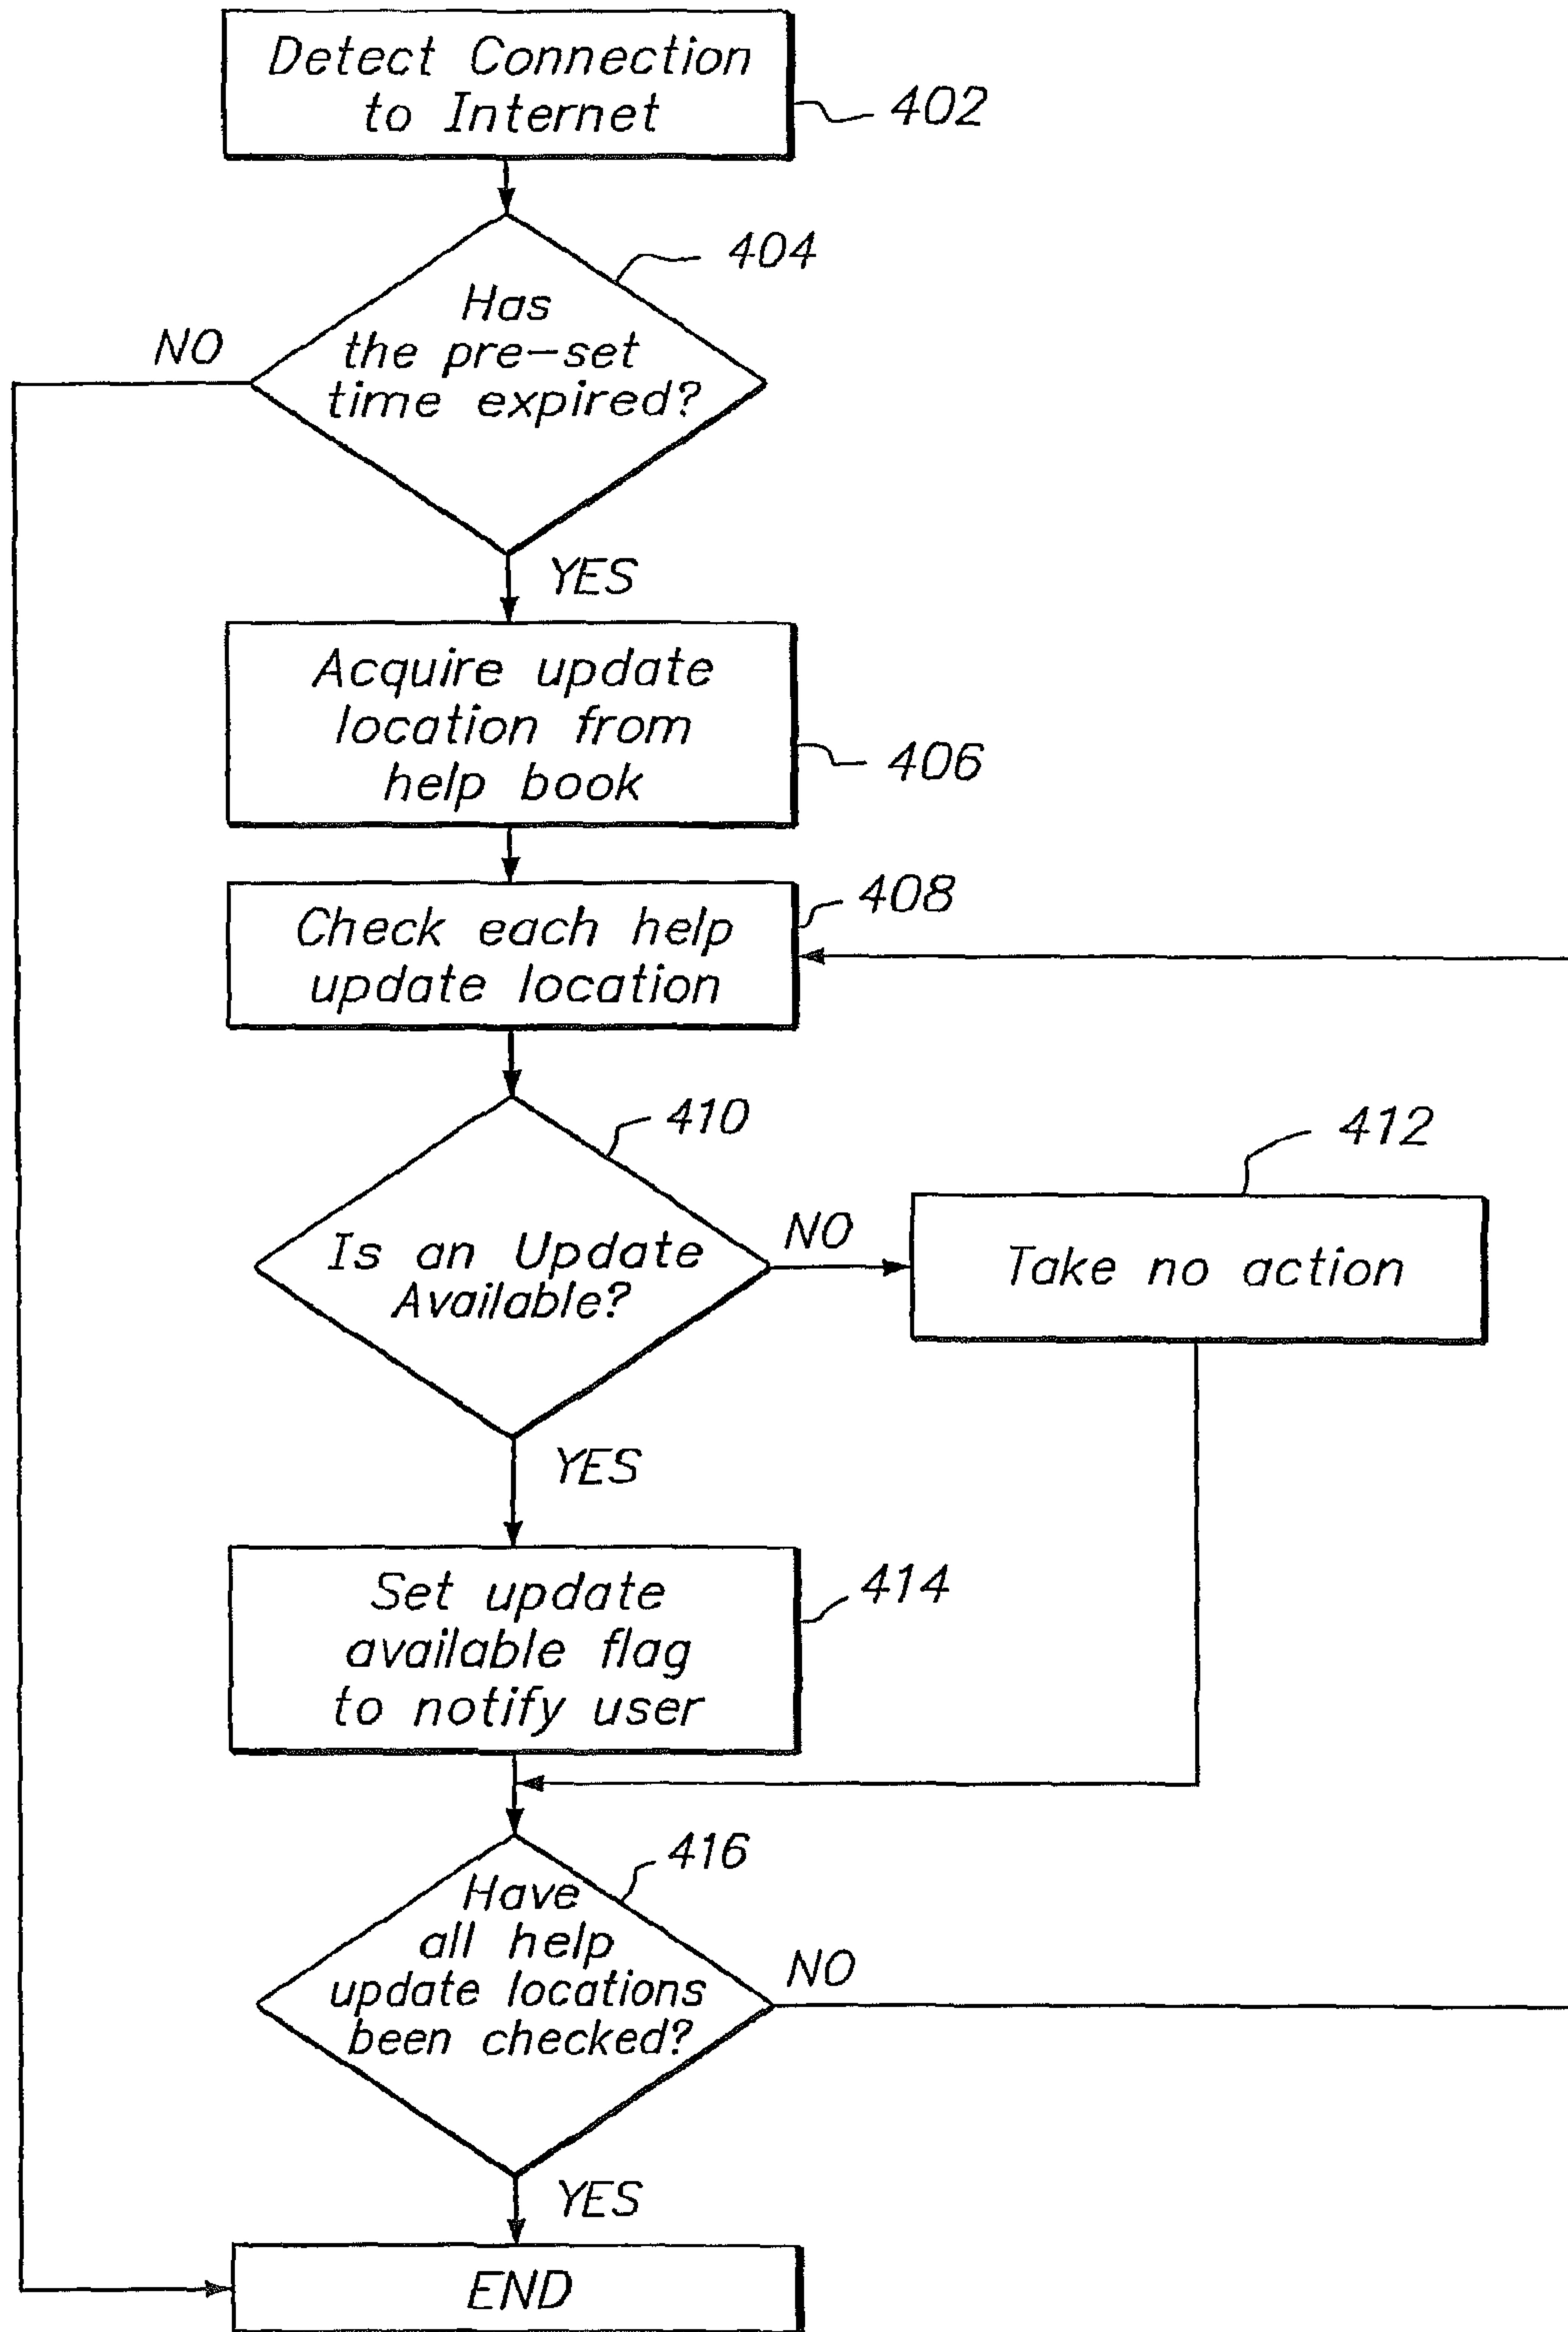 Detect Connection
to Internet
402
404
Has
the pre-set
time expired?
NO
YES
Acquire update
location from
help book
406
408
Check each help
update location
410
412
Is an Update
Available?
NO
Take no action
YES
Set update
available flag
to notify user
414
416
Have
all help
update locations
been checked?
NO
YES
END